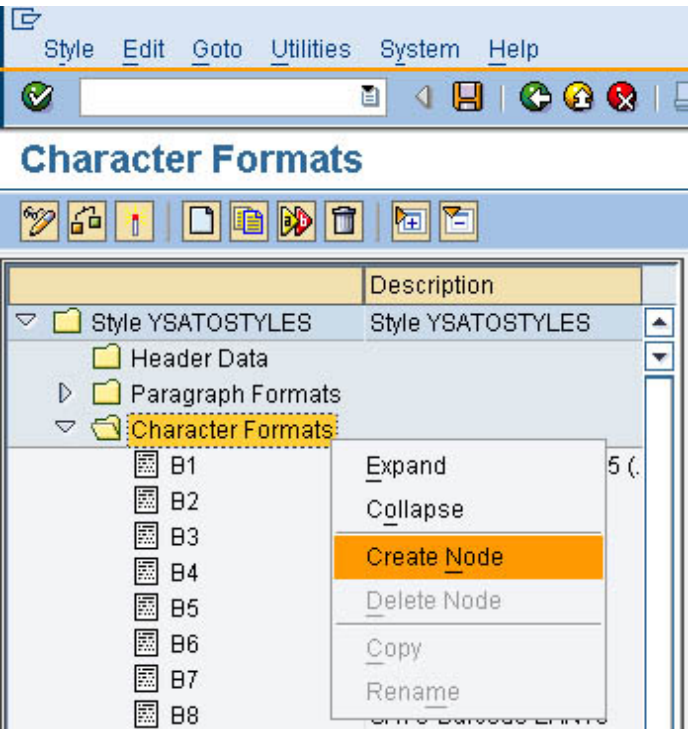 Style Edit Goto Utilities System Help
Character Formats
Description
Style YSATOSTYLES Style YSATOSTYLES
Header Data
Paragraph Formats
Character Formats
B1 Expand 5 (.
B2 Collapse
B3
Create Node
B4
Delete Node
B5
B6 Copy
B7 Rename
B8